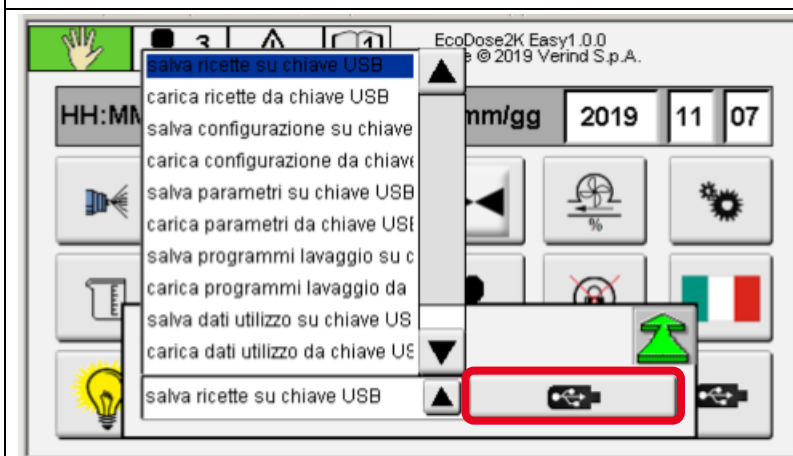 3
1
EcoDose2K Easy1.0.0
@ 2019 Verind S.p.A.
salva ricette su chiave USB
carica ricette da chiave USB
salva configurazione su chiave
carica configurazione da chiave
salva parametri su chiave USB
carica parametri da chiave USB
salva programmi lavaggio su c
carica programmi lavaggio da
salva dati utilizzo su chiave US
carica dati utilizzo da chiave US
HH:MM
mm/gg
2019
11
07
%
salva ricette su chiave USB